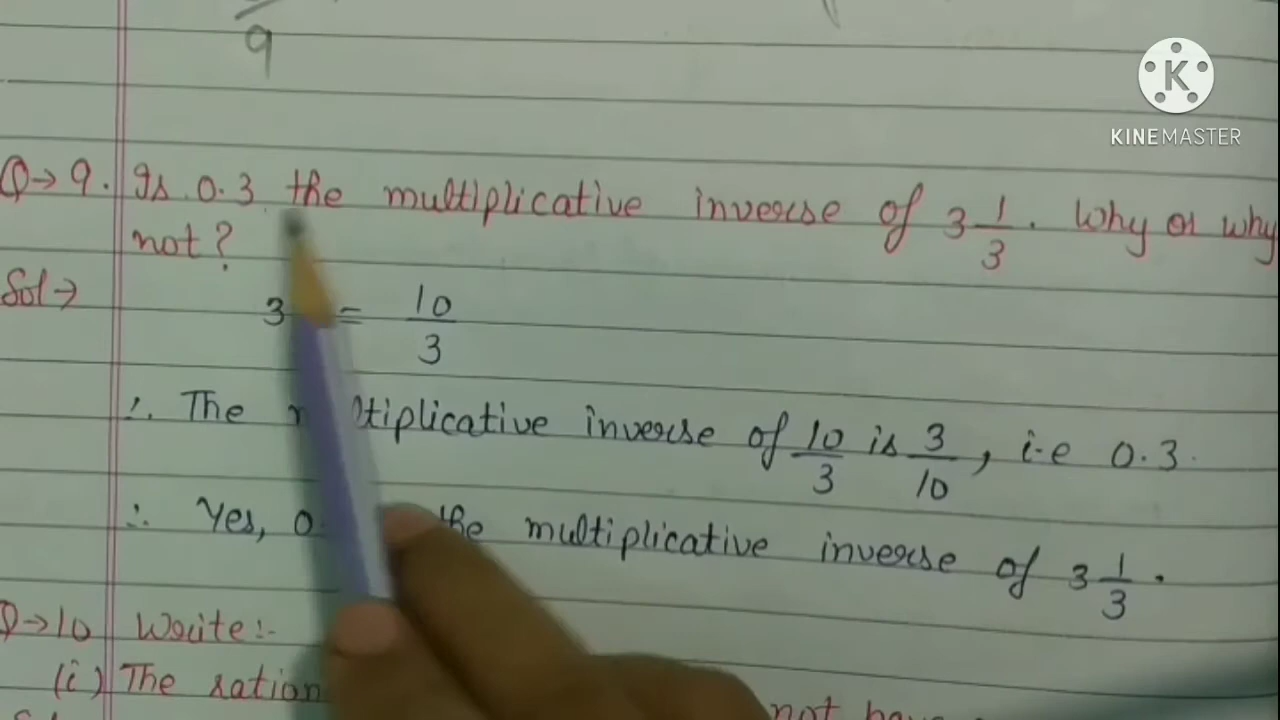 9
KINEMASTER
Q→9. Is 0.3 the multiplicative inverse of 3 1/3. Why or why
not?
Sol→ 3 = 10/3
∴ The multiplicative inverse of 10/3 is 3/10, i.e 0.3.
∴ Yes, 0. the multiplicative inverse of 3 1/3.
Q→10 Write:-
(i) The not have